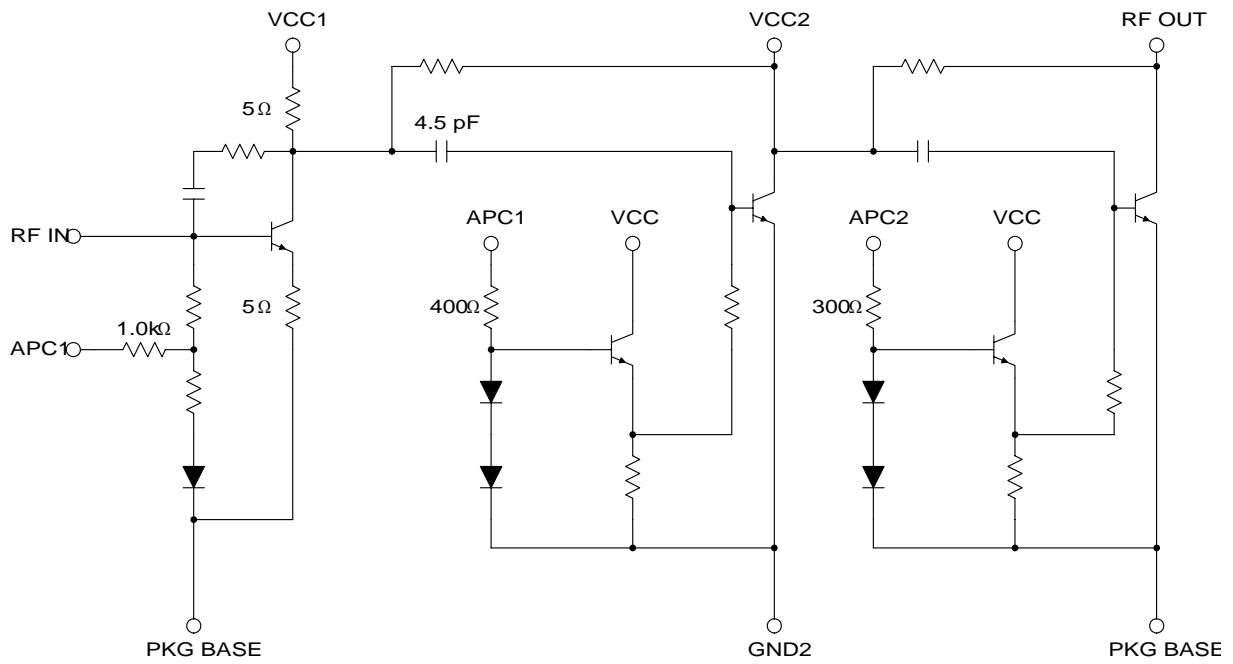 VCC1
VCC2
RF OUT
5Ω
4.5 pF
APC1
VCC
APC2
VCC
RF IN
5Ω
400Ω
300Ω
1.0kΩ
APC1
PKG BASE
GND2
PKG BASE